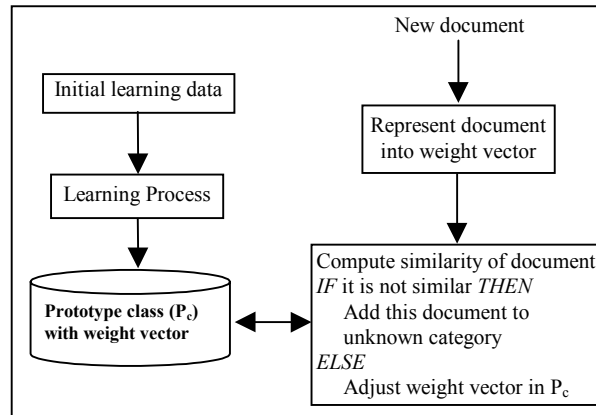 New document
Initial learning data
Represent document
into weight vector
Learning Process
Prototype class (Pc)
with weight vector
Compute similarity of document
IF it is not similar THEN
Add this document to
unknown category
ELSE
Adjust weight vector in Pc